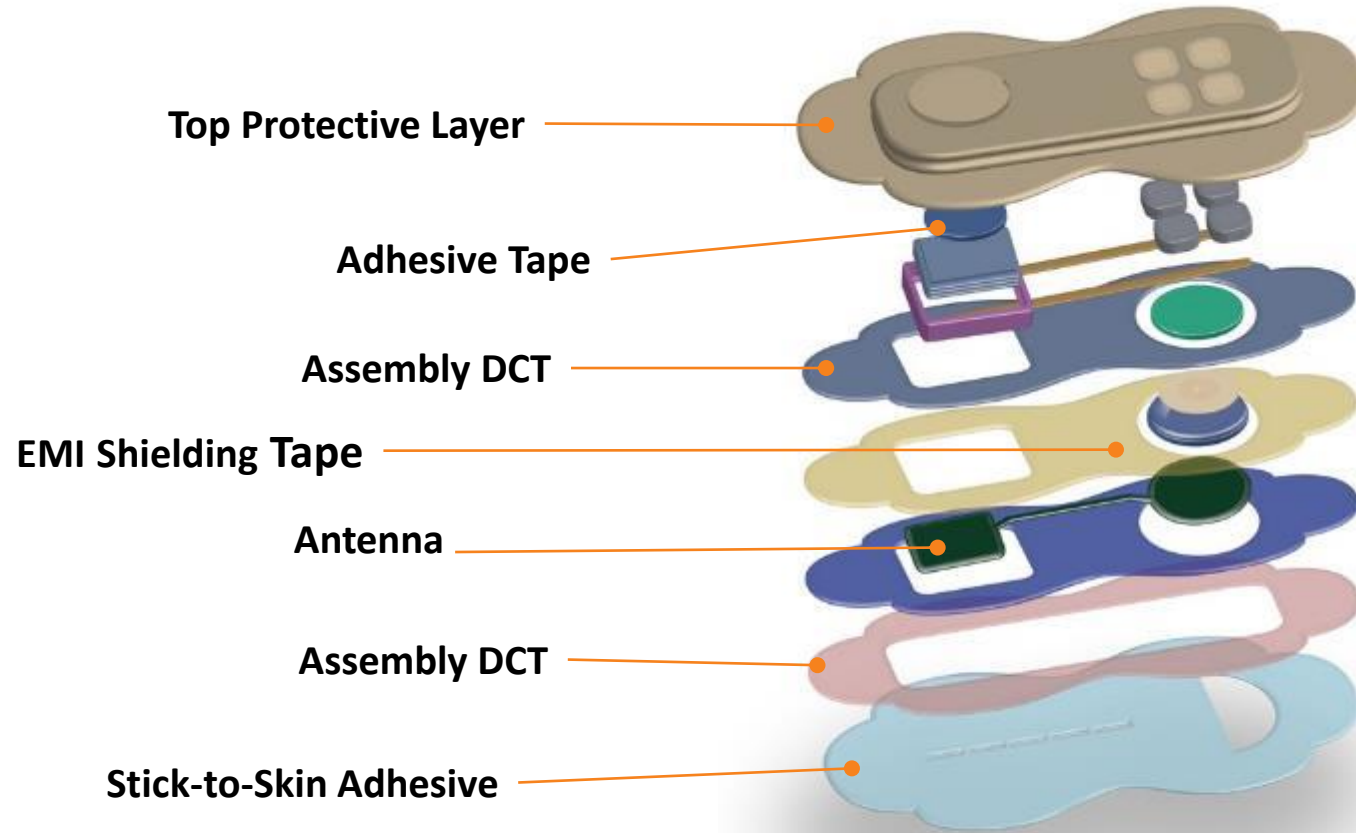 Top Protective Layer
Adhesive Tape
Assembly DCT
EMI Shielding Tape
Antenna
Assembly DCT
Stick-to-Skin Adhesive